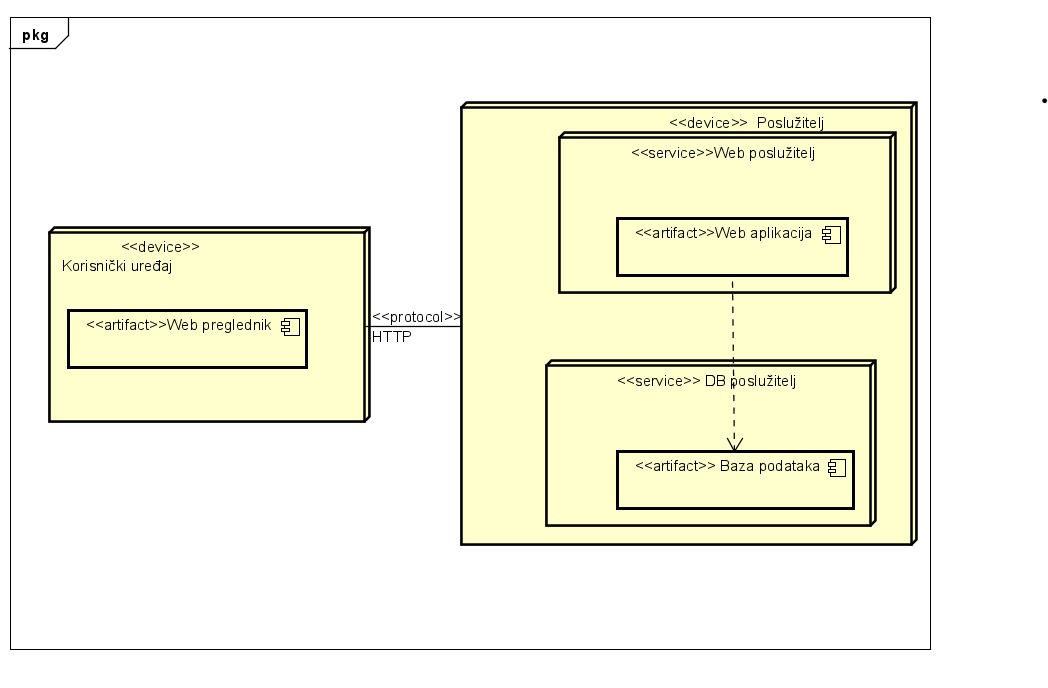 pkg
<<device>> Poslužitelj
<<service>>Web poslužitelj
<<artifact>>Web aplikacija
<<device>>
Korisnički uređaj
<<artifact>>Web preglednik
<<protocol>>
HTTP
<<service>> DB poslužitelj
<<artifact>> Baza podataka